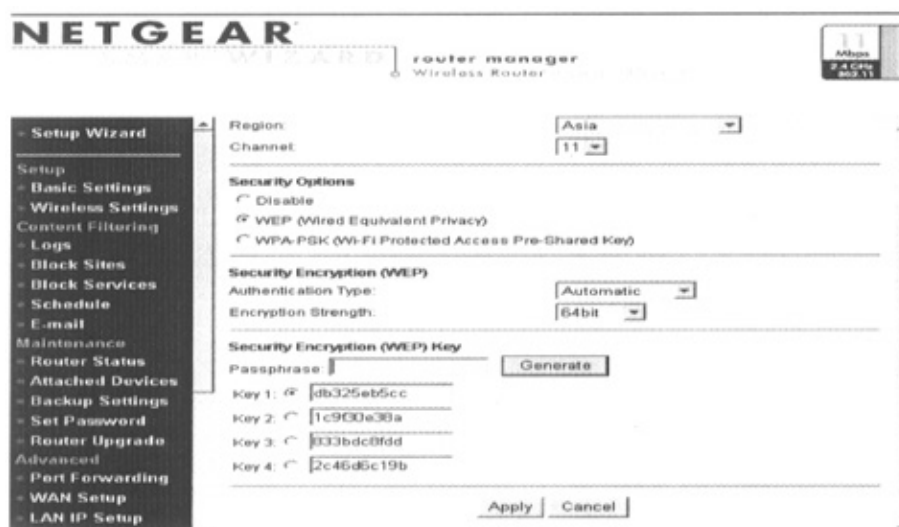 NETGEAR
router manager
Wireless Router
11
Mbps
2.4 GHz
802.11
Setup Wizard
Setup
Basic Settings
Wireless Settings
Content Filtering
Logs
Block Sites
Block Services
Schedule
E-mail
Maintenance
Router Status
Attached Devices
Backup Settings
Set Password
Router Upgrade
Advanced
Port Forwarding
WAN Setup
LAN IP Setup
Region: Asia
Channel: 11
Security Options
Disable
WEP (Wired Equivalent Privacy)
WPA-PSK (Wi-Fi Protected Access Pre-Shared Key)
Security Encryption (WEP)
Authentication Type: Automatic
Encryption Strength: 64bit
Security Encryption (WEP) Key
Passphrase: Generate
Key 1: db325eb5cc
Key 2: 1c9f30e38a
Key 3: 833bdc8fdd
Key 4: 2c46d6c19b
Apply Cancel